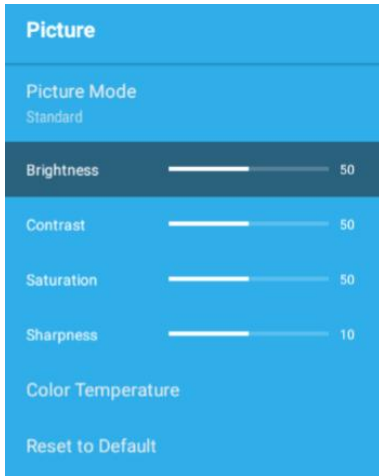 Picture
Picture Mode
Standard
Brightness 50
Contrast 50
Saturation 50
Sharpness 10
Color Temperature
Reset to Default